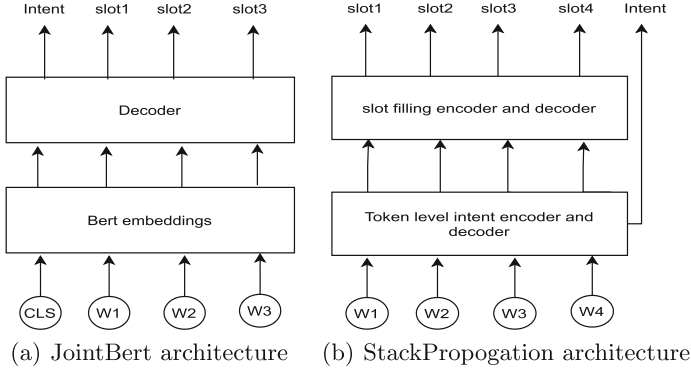 Intent slot1 slot2 slot3
Decoder
Bert embeddings
CLS W1 W2 W3
(a) JointBert architecture
slot1 slot2 slot3 slot4 Intent
slot filling encoder and decoder
Token level intent encoder and
decoder
W1 W2 W3 W4
(b) StackPropogation architecture